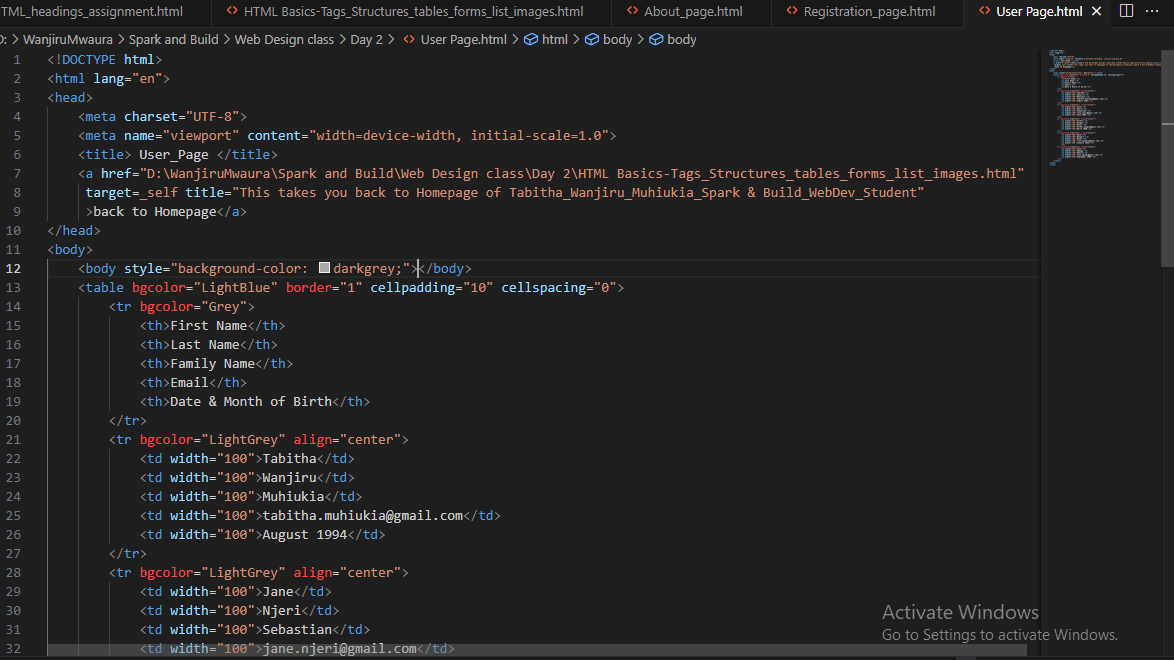 TML_headings_assignment.html HTML Basics-Tags_Structures_tables_forms_list_images.html About_page.html Registration_page.html User Page.html
D: > WanjiruMwaura > Spark and Build > Web Design class > Day 2 > User Page.html > html > body > body
1 <!DOCTYPE html>
2 <html lang="en">
3 <head>
4 <meta charset="UTF-8">
5 <meta name="viewport" content="width=device-width, initial-scale=1.0">
6 <title> User_Page </title>
7 <a href="D:\WanjiruMwaura\Spark and Build\Web Design class\Day 2\HTML Basics-Tags_Structures_tables_forms_list_images.html"
8 target=_self title="This takes you back to Homepage of Tabitha_Wanjiru_Muhiukia_Spark & Build_WebDev_Student"
9 >back to Homepage</a>
10 </head>
11 <body>
12 <body style="background-color: darkgrey;"></body>
13 <table bgcolor="LightBlue" border="1" cellpadding="10" cellspacing="0">
14 <tr bgcolor="Grey">
15 <th>First Name</th>
16 <th>Last Name</th>
17 <th>Family Name</th>
18 <th>Email</th>
19 <th>Date & Month of Birth</th>
20 </tr>
21 <tr bgcolor="LightGrey" align="center">
22 <td width="100">Tabitha</td>
23 <td width="100">Wanjiru</td>
24 <td width="100">Muhiukia</td>
25 <td width="100">tabitha.muhiukia@gmail.com</td>
26 <td width="100">August 1994</td>
27 </tr>
28 <tr bgcolor="LightGrey" align="center">
29 <td width="100">Jane</td>
30 <td width="100">Njeri</td>
31 <td width="100">Sebastian</td>
32 <td width="100">jane.njeri@gmail.com</td>
Activate Windows
Go to Settings to activate Windows.